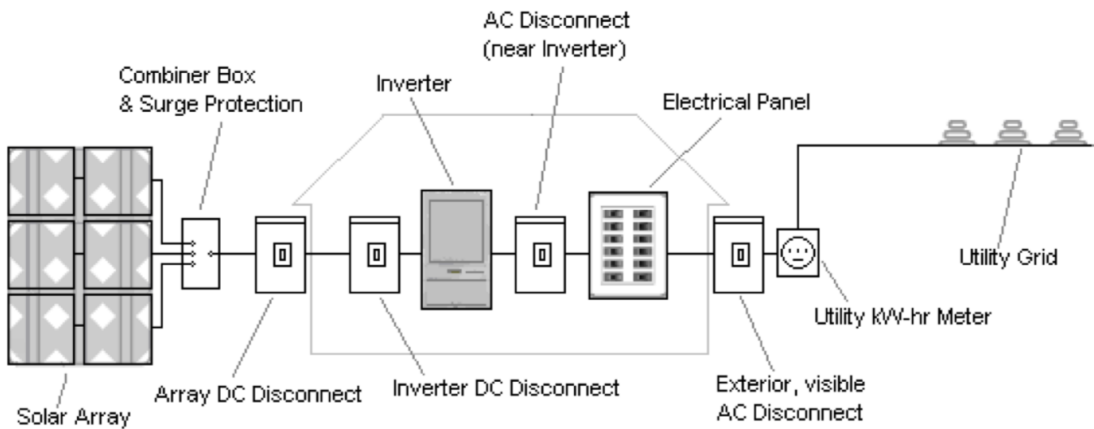 AC Disconnect
(near Inverter)
Combiner Box
& Surge Protection
Inverter
Electrical Panel
Utility Grid
Utility kW-hr Meter
Array DC Disconnect
Inverter DC Disconnect
Exterior, visible
AC Disconnect
Solar Array